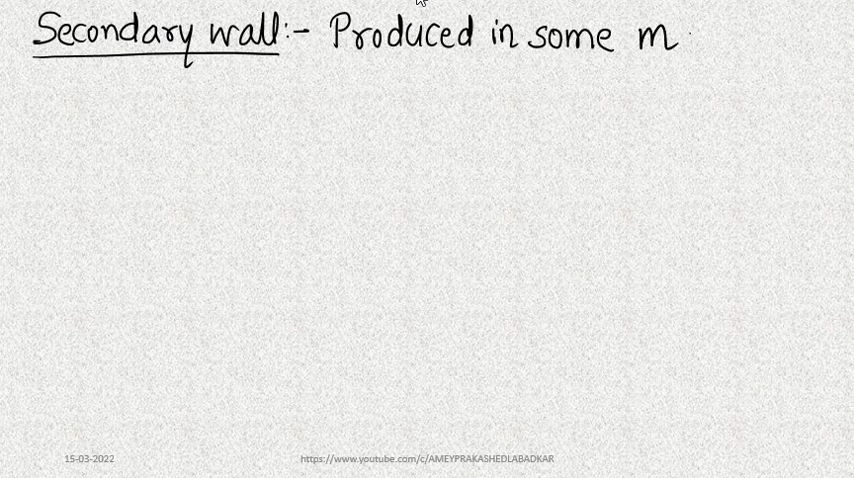 Secondary wall:- Produced in some m
15-03-2022
https://www.youtube.com/c/AMEYPRAKASHEDLABADKAR